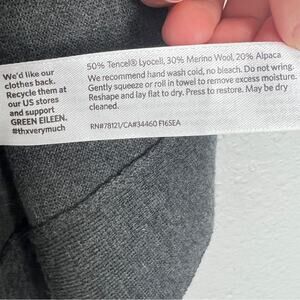 We'd like our
clothes back.
Recycle them at
our US stores
and support
GREEN EILEEN.
#thxverymuch
50% Tencel® Lyocell, 30% Merino Wool, 20% Alpaca
We recommend hand wash cold, no bleach. Do not wring.
Gently squeeze or roll in towel to remove excess moisture.
Reshape and lay flat to dry. Press to restore. May be dry
cleaned.
RN#78121/CA#34460 F16SEA